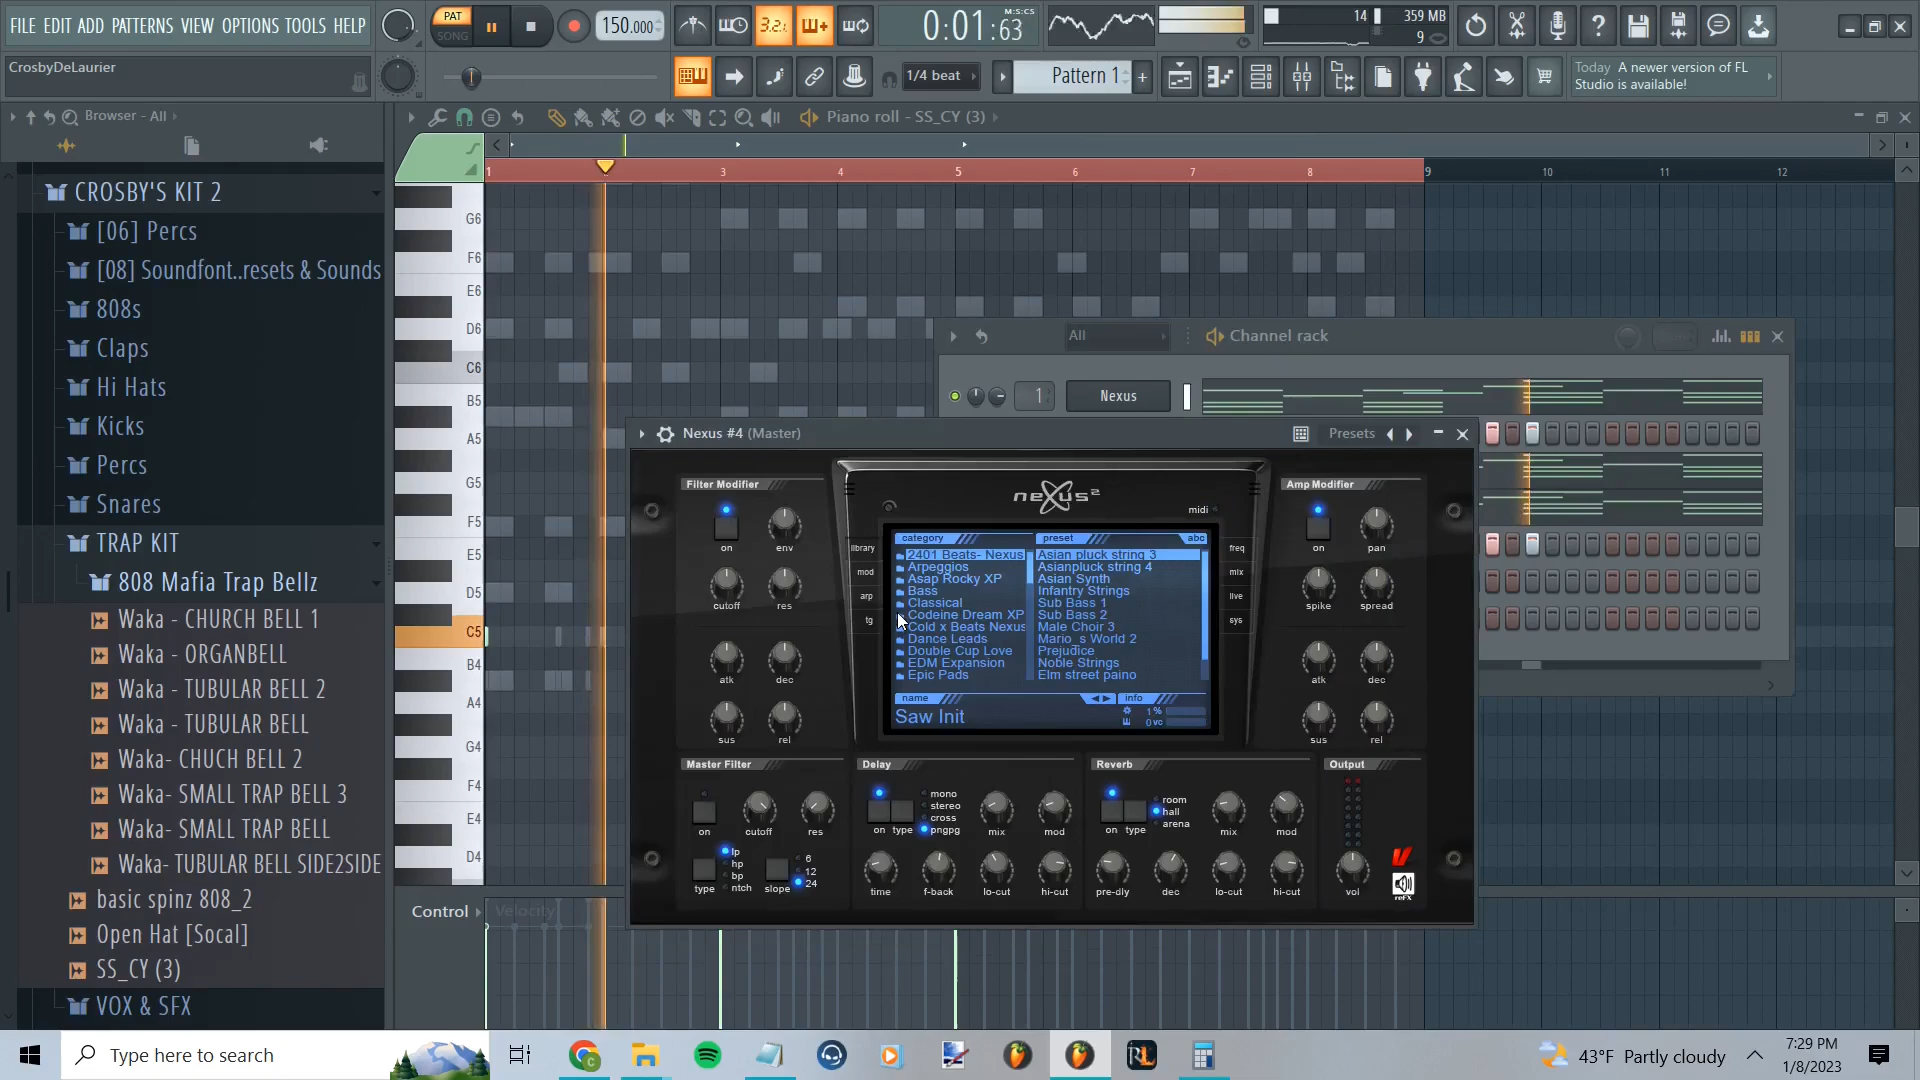 FILE EDIT ADD PATTERNS VIEW OPTIONS TOOLS HELP
PAT
SONG
150.000
3.2.
0:01:63
M:S:CS
14
359 MB
9
CrosbyDeLaurier
1/4 beat
Pattern 1
+
Today A newer version of FL
Studio is available!
Browser - All
Piano roll - SS_CY (3)
1
3
4
5
6
7
8
9
10
11
12
CROSBY'S KIT 2
[06] Percs
[08] Soundfont..resets & Sounds
808s
Claps
Hi Hats
Kicks
Percs
Snares
TRAP KIT
808 Mafia Trap Bellz
Waka - CHURCH BELL 1
Waka - ORGANBELL
Waka - TUBULAR BELL 2
Waka - TUBULAR BELL
Waka- CHUCH BELL 2
Waka- SMALL TRAP BELL 3
Waka- SMALL TRAP BELL
Waka- TUBULAR BELL SIDE2SIDE
basic spinz 808_2
Open Hat [Socal]
SS_CY (3)
VOX & SFX
G6
F6
E6
D6
C6
B5
A5
G5
F5
E5
D5
C5
B4
A4
G4
F4
E4
D4
Control
Velocity
All
Channel rack
1
Nexus
Nexus #4 (Master)
Presets
Filter Modifier
on
env
cutoff
res
atk
dec
sus
rel
nexus2
midi
library
mod
arp
tg
category
2401 Beats- Nexus
Arpeggios
Asap Rocky XP
Bass
Classical
Codeine Dream XP
Cold x Beats Nexus
Dance Leads
Double Cup Love
EDM Expansion
Epic Pads
preset
abc
Asian pluck string 3
Asianpluck string 4
Asian Synth
Infantry Strings
Sub Bass 1
Sub Bass 2
Male Choir 3
Mario_s World 2
Prejudice
Noble Strings
Elm street paino
name
Saw Init
info
1 %
0 vc
freq
mix
live
sys
Amp Modifier
on
pan
spike
spread
atk
dec
sus
rel
Master Filter
on
cutoff
res
type
lp
hp
bp
ntch
slope
6
12
24
Delay
on
type
mono
stereo
cross
pngpg
mix
mod
time
f-back
lo-cut
hi-cut
Reverb
on
type
room
hall
arena
mix
mod
pre-dly
dec
lo-cut
hi-cut
Output
vol
reFX
Type here to search
43°F Partly cloudy
7:29 PM
1/8/2023